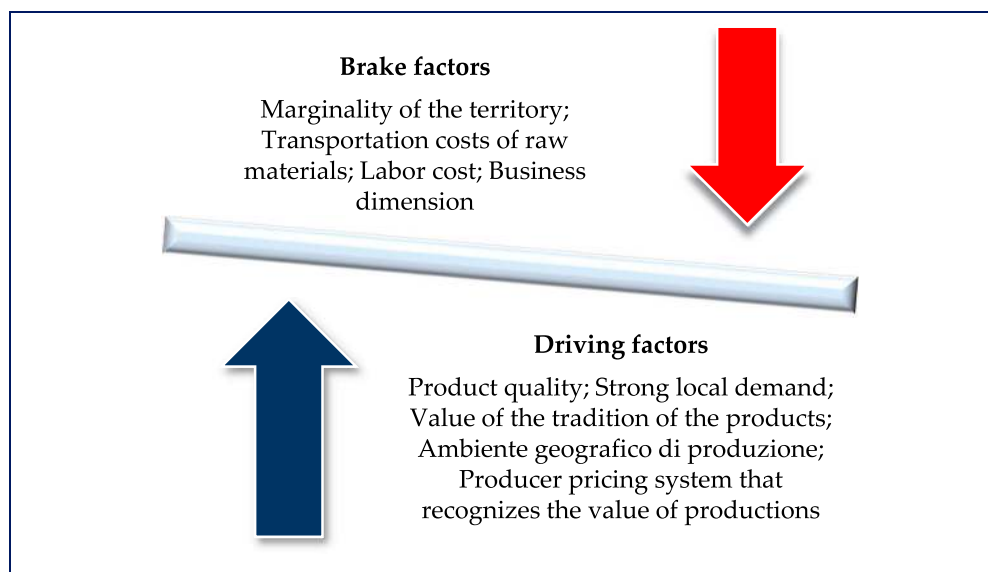 Brake factors
Marginality of the territory;
Transportation costs of raw
materials; Labor cost; Business
dimension
Driving factors
Product quality; Strong local demand;
Value of the tradition of the products;
Ambiente geografico di produzione;
Producer pricing system that
recognizes the value of productions